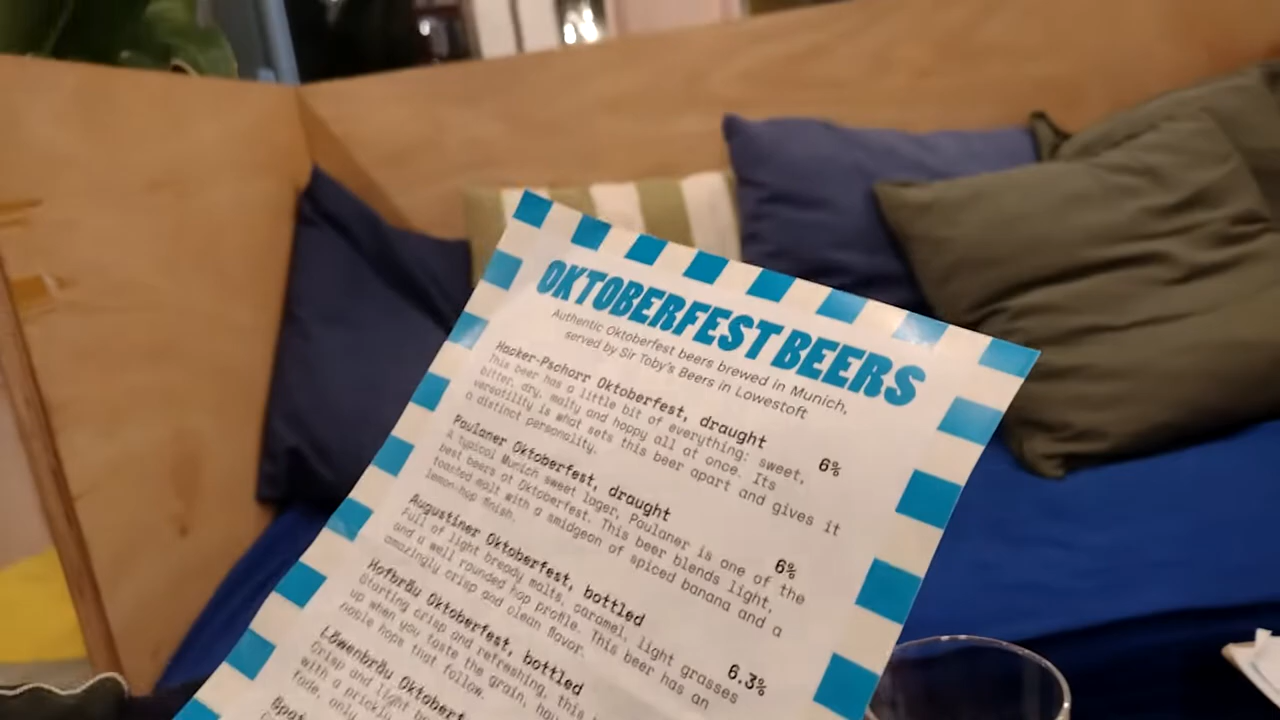 OKTOBERFEST BEERS
Authentic Oktoberfest beers brewed in Munich,
served by Sir Toby's Beers in Lowestoft
Hacker-Pschorr Oktoberfest, draught 6%
This beer has a little bit of everything: sweet,
bitter, dry, malty and hoppy all at once. Its
versatility is what sets this beer apart and gives it
a distinct personality.
Paulaner Oktoberfest, draught 6%
A typical Munich sweet lager, Paulaner is one of the
best beers at Oktoberfest. This beer blends light,
toasted malt with a smidgeon of spiced banana and a
lemon-hop finish.
Augustiner Oktoberfest, bottled 6.3%
Full of light bready malts, caramel, light grasses
and a well rounded hop profile. This beer has an
amazingly crisp and clean flavor.
Hofbräu Oktoberfest, bottled
Starting crisp and refreshing, this
up when you taste the grain,
noble hops that follow.
Löwenbräu Oktoberfest
Crisp and light
with a
fade, only